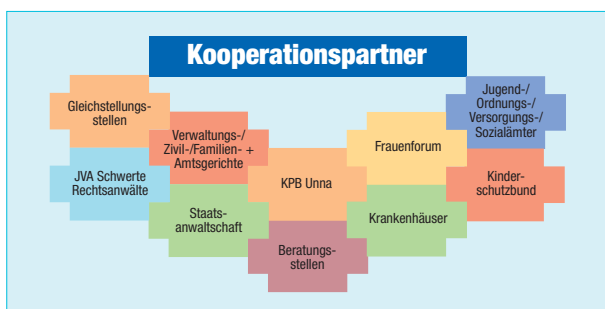 Kooperationspartner
Gleichstellungs-
stellen
Verwaltungs-/
Zivil-/Familien- +
Amtsgerichte
JVA Schwerte
Rechtsanwälte
Staats-
anwaltschaft
KPB Unna
Beratungs-
stellen
Frauenforum
Krankenhäuser
Jugend-/
Ordnungs-/
Versorgungs-/
Sozialämter
Kinder-
schutzbund